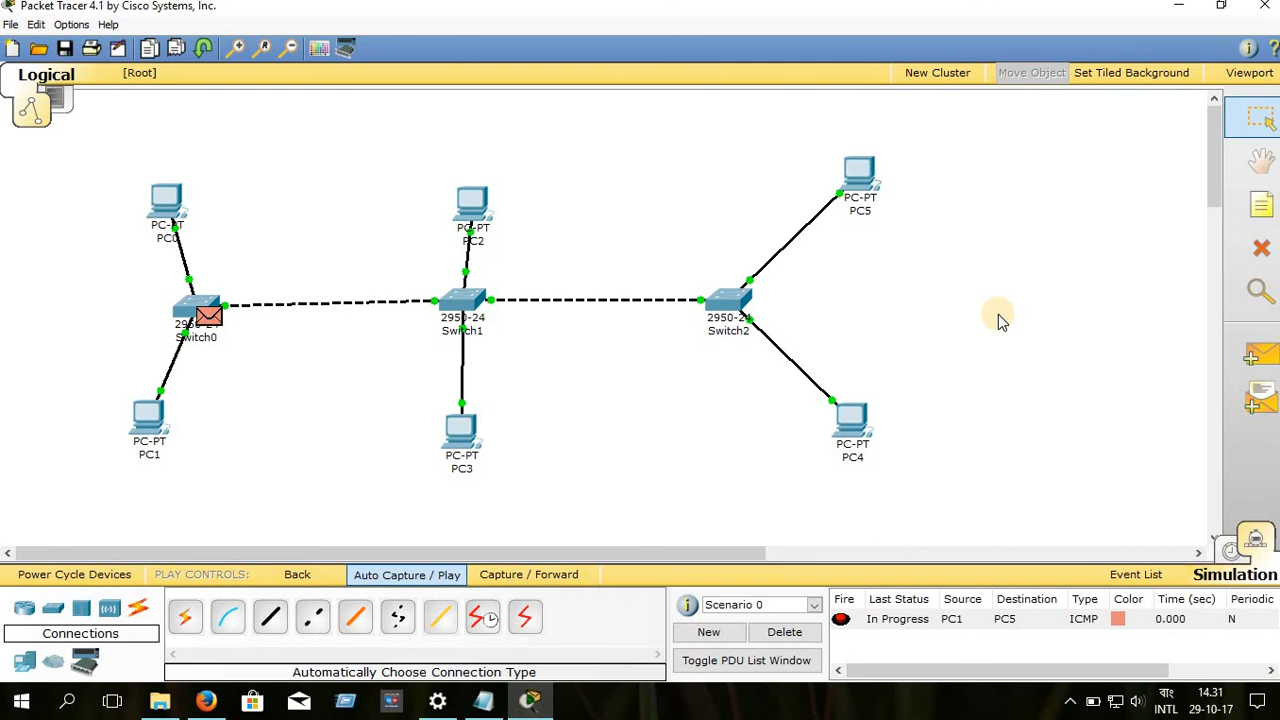 Packet Tracer 4.1 by Cisco Systems, Inc.
File Edit Options Help
Logical [Root] New Cluster Move Object Set Tiled Background Viewport
PC-PT
PC5
PC-PT
PC0
PC-PT
PC2
2950-24
Switch0
2950-24
Switch1
2950-24
Switch2
PC-PT
PC1
PC-PT
PC3
PC-PT
PC4
Power Cycle Devices PLAY CONTROLS: Back Auto Capture / Play Capture / Forward Event List Simulation
Connections
Automatically Choose Connection Type
Scenario 0
New Delete
Toggle PDU List Window
Fire Last Status Source Destination Type Color Time (sec) Periodic
In Progress PC1 PC5 ICMP 0.000 N
বাং
INTL
14.31
29-10-17